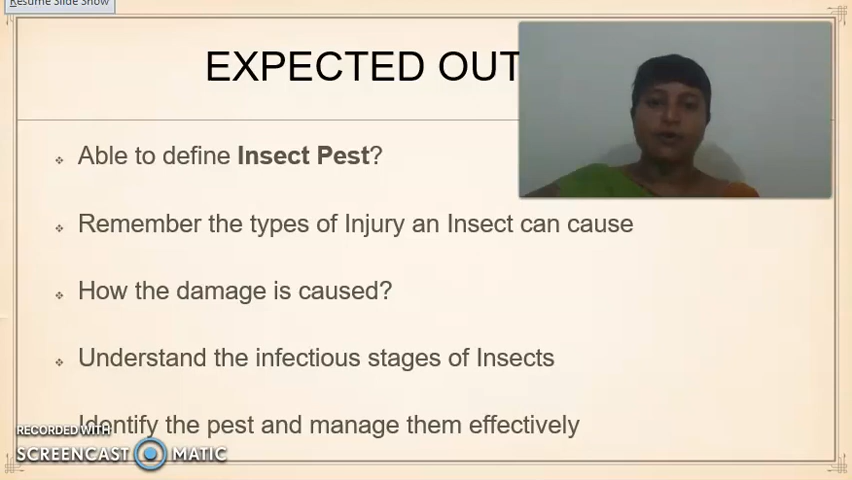 Resume Slide Show
EXPECTED OUT
Able to define Insect Pest?
Remember the types of Injury an Insect can cause
How the damage is caused?
Understand the infectious stages of Insects
Identify the pest and manage them effectively
RECORDED WITH
SCREENCAST MATIC